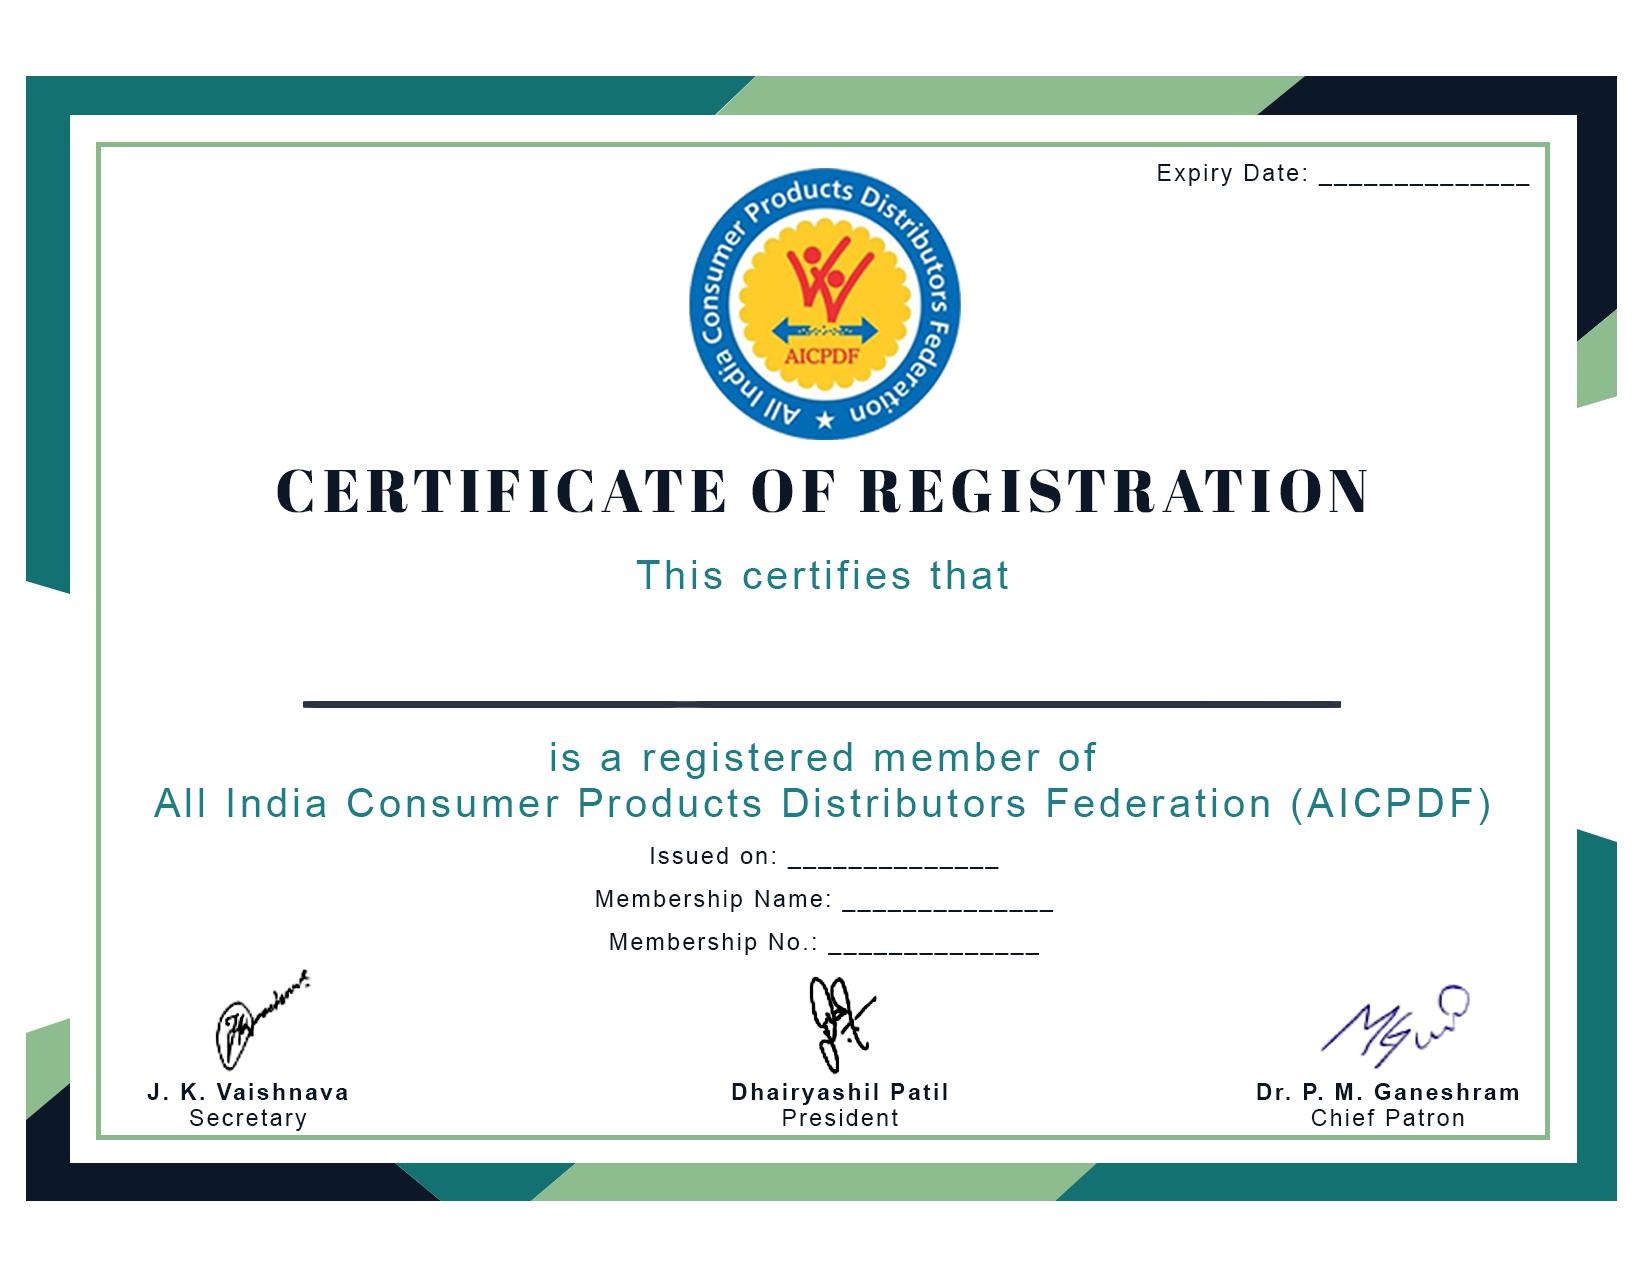 Expiry Date: ______________
All India Consumer Products Distributors Federation
AICPDF
CERTIFICATE OF REGISTRATION
This certifies that
is a registered member of
All India Consumer Products Distributors Federation (AICPDF)
Issued on: ______________
Membership Name: ______________
Membership No.: ______________
J. K. Vaishnava
Secretary
Dhairyashil Patil
President
Dr. P. M. Ganeshram
Chief Patron